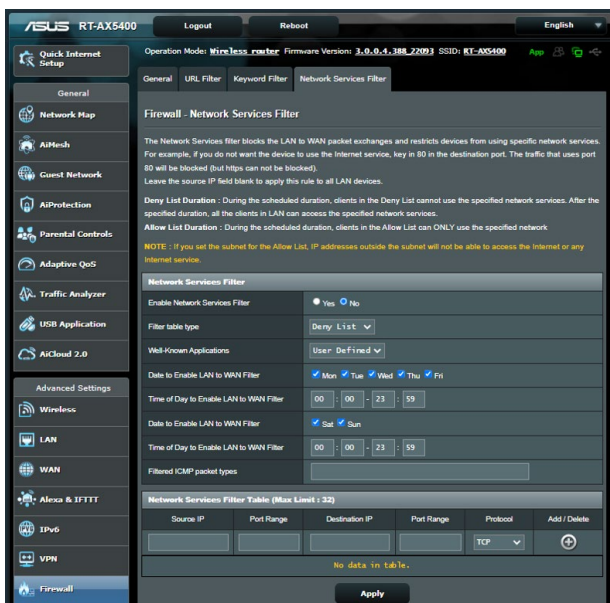 ASUS RT-AX5400 Logout Reboot English
Quick Internet Setup
Operation Mode: Wireless router Firmware Version: 3.0.0.4.388_22093 SSID: RT-AX5400 App
General URL Filter Keyword Filter Network Services Filter
General
Network Map
AiMesh
Guest Network
AiProtection
Parental Controls
Adaptive QoS
Traffic Analyzer
USB Application
AiCloud 2.0
Advanced Settings
Wireless
LAN
WAN
Alexa & IFTTT
IPv6
VPN
Firewall
Firewall - Network Services Filter
The Network Services filter blocks the LAN to WAN packet exchanges and restricts devices from using specific network services.
For example, if you do not want the device to use the Internet service, key in 80 in the destination port. The traffic that uses port
80 will be blocked (but https can not be blocked).
Leave the source IP field blank to apply this rule to all LAN devices.
Deny List Duration : During the scheduled duration, clients in the Deny List cannot use the specified network services. After the
specified duration, all the clients in LAN can access the specified network services.
Allow List Duration : During the scheduled duration, clients in the Allow List can ONLY use the specified network
NOTE : If you set the subnet for the Allow List, IP addresses outside the subnet will not be able to access the Internet or any
Internet service.
Network Services Filter
Enable Network Services Filter Yes No
Filter table type Deny List
Well-Known Applications User Defined
Date to Enable LAN to WAN Filter Mon Tue Wed Thu Fri
Time of Day to Enable LAN to WAN Filter 00 : 00 - 23 : 59
Date to Enable LAN to WAN Filter Sat Sun
Time of Day to Enable LAN to WAN Filter 00 : 00 - 23 : 59
Filtered ICMP packet types
Network Services Filter Table (Max Limit : 32)
Source IP Port Range Destination IP Port Range Protocol Add / Delete
TCP
No data in table.
Apply